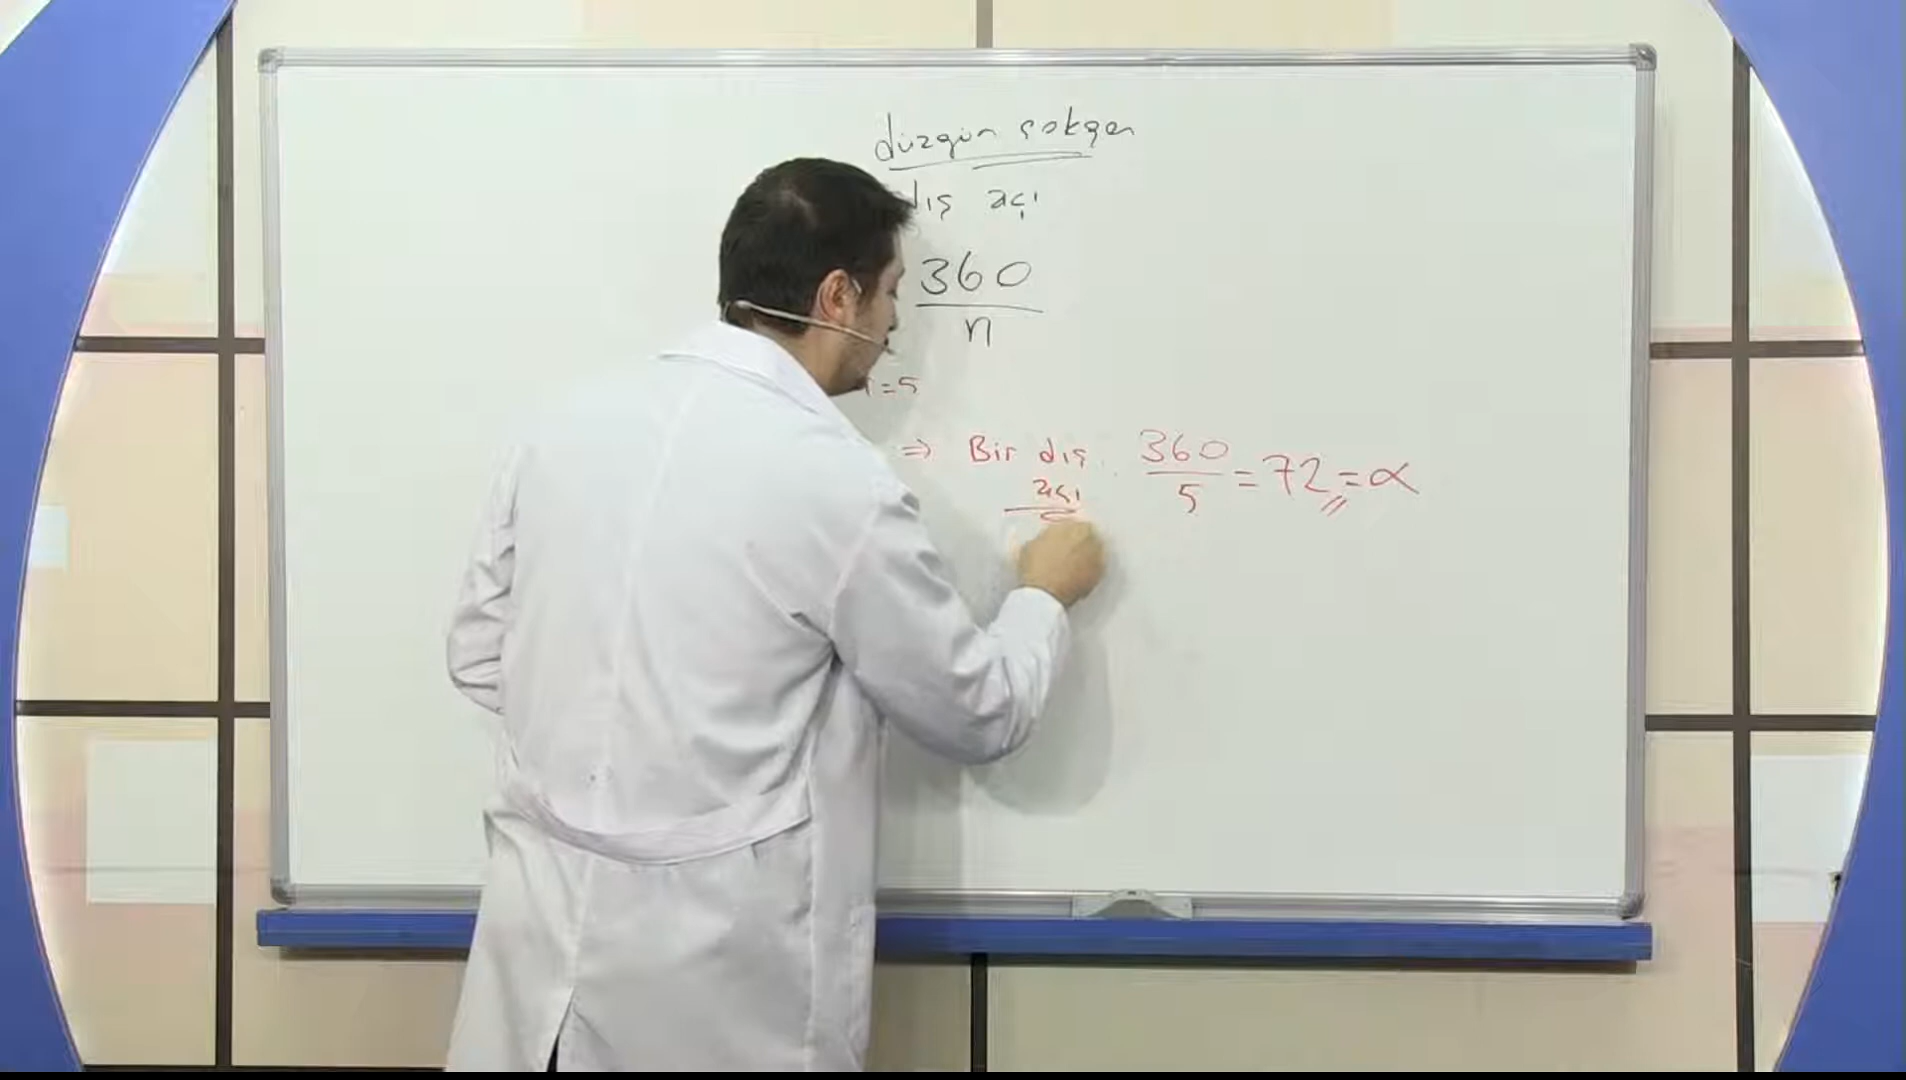 düzgün çokgen
dış açı
360
n
=5
⇒ Bir dış 360/5 = 72 = α
açı